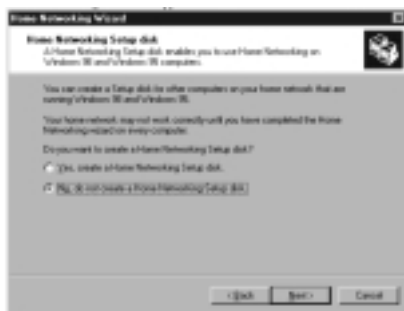 Home Networking Wizard
Home Networking Setup disk
A Home Networking Setup disk enables you to use Home Networking on
Windows 98 and Windows 95 computers.
You can create a Setup disk for other computers on your home network that are
running Windows 98 and Windows 95.
Your home network may not work correctly until you have completed the Home
Networking wizard on every computer.
Do you want to create a Home Networking Setup disk?
Yes, create a Home Networking Setup disk.
No, do not create a Home Networking Setup disk.
< Back
Next >
Cancel